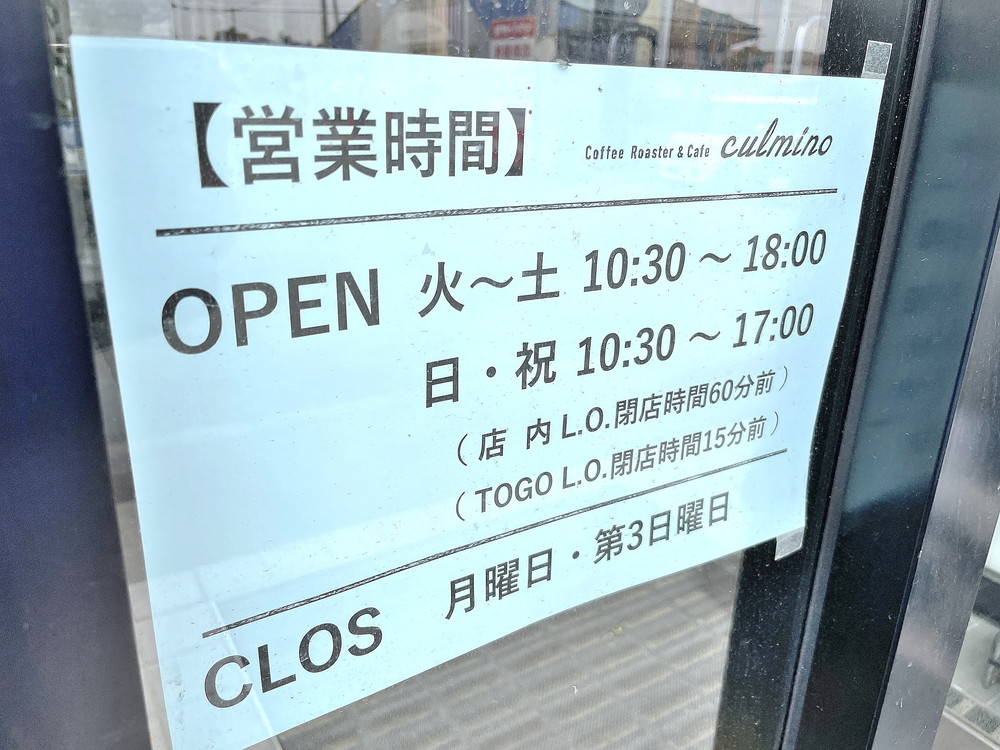 【営業時間】
Coffee Roaster & Cafe culmino
OPEN 火～土 10:30 ～ 18:00
日・祝 10:30 ～ 17:00
（店 内 L.O.閉店時間60分前）
（TOGO L.O.閉店時間15分前）
CLOS 月曜日・第3日曜日